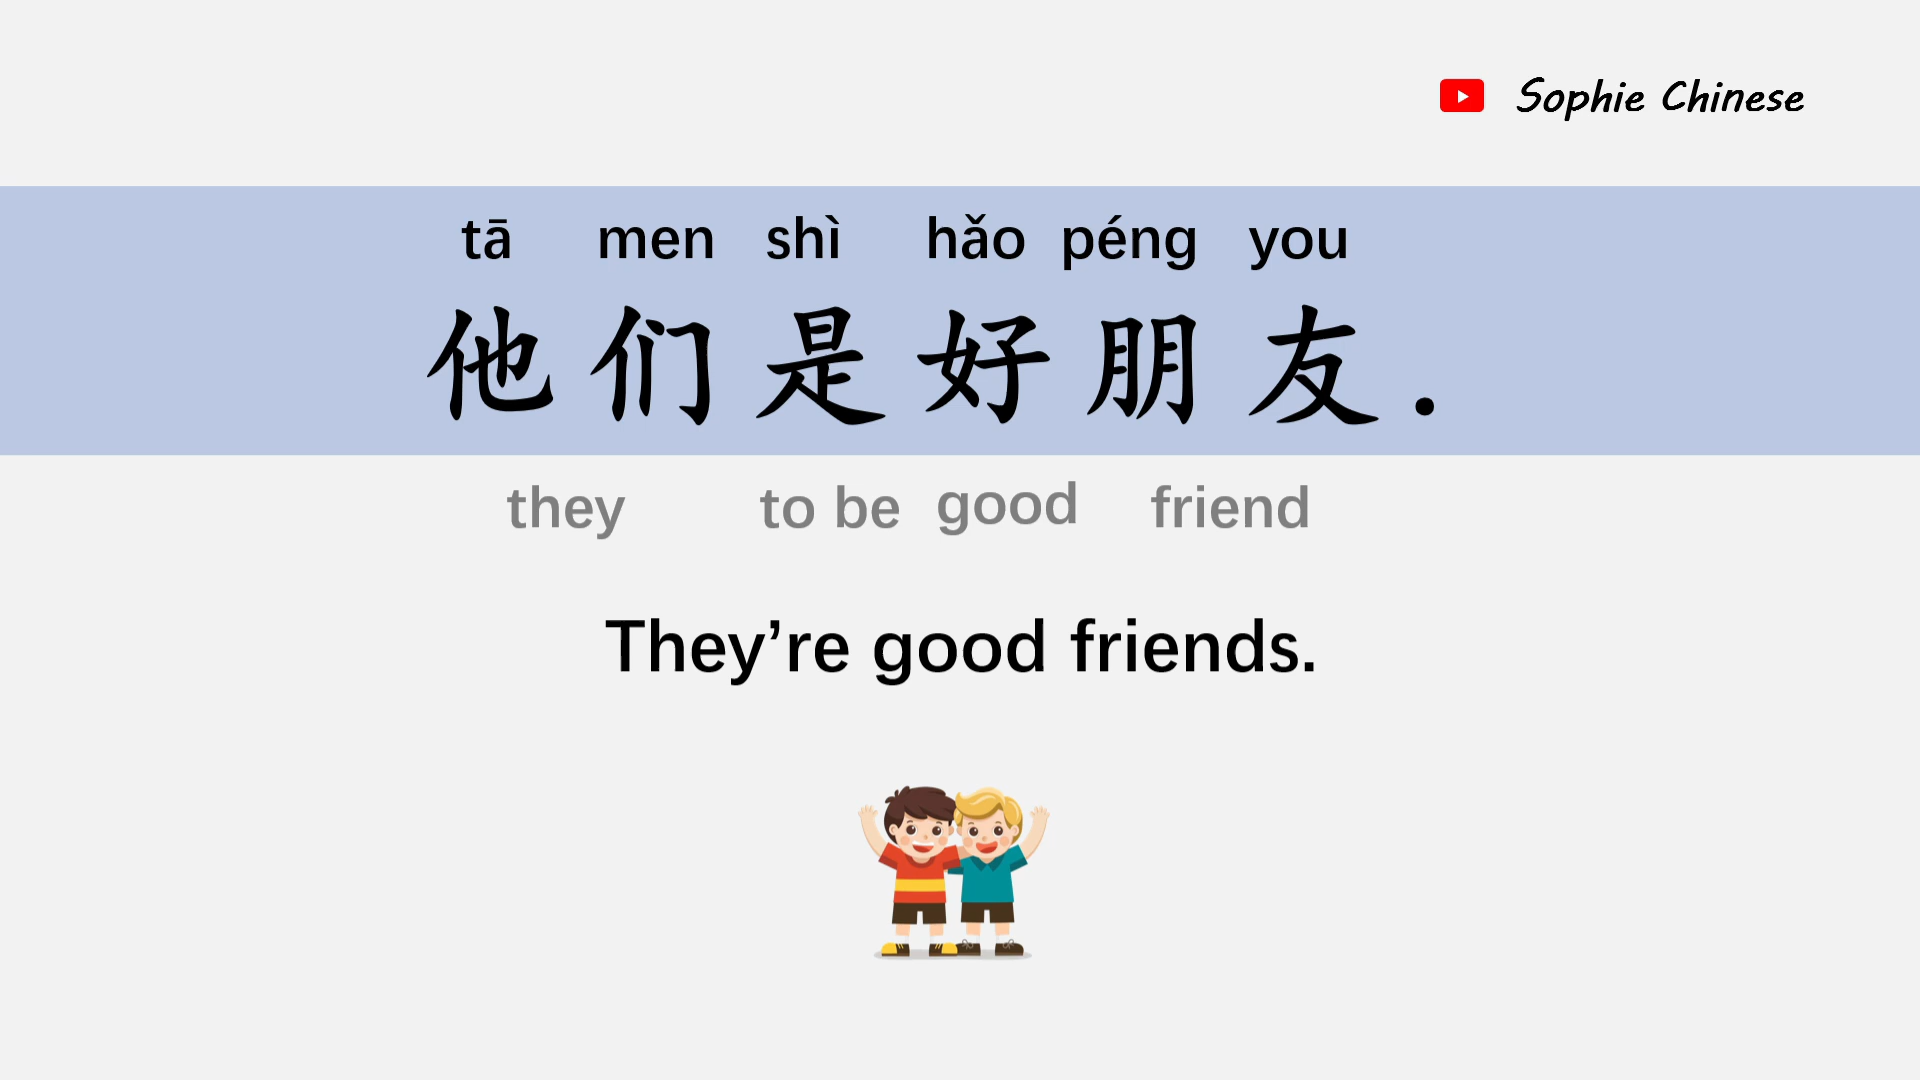 Sophie Chinese
tā men shì hǎo péng you
他们是好朋友.
they to be good friend
They’re good friends.